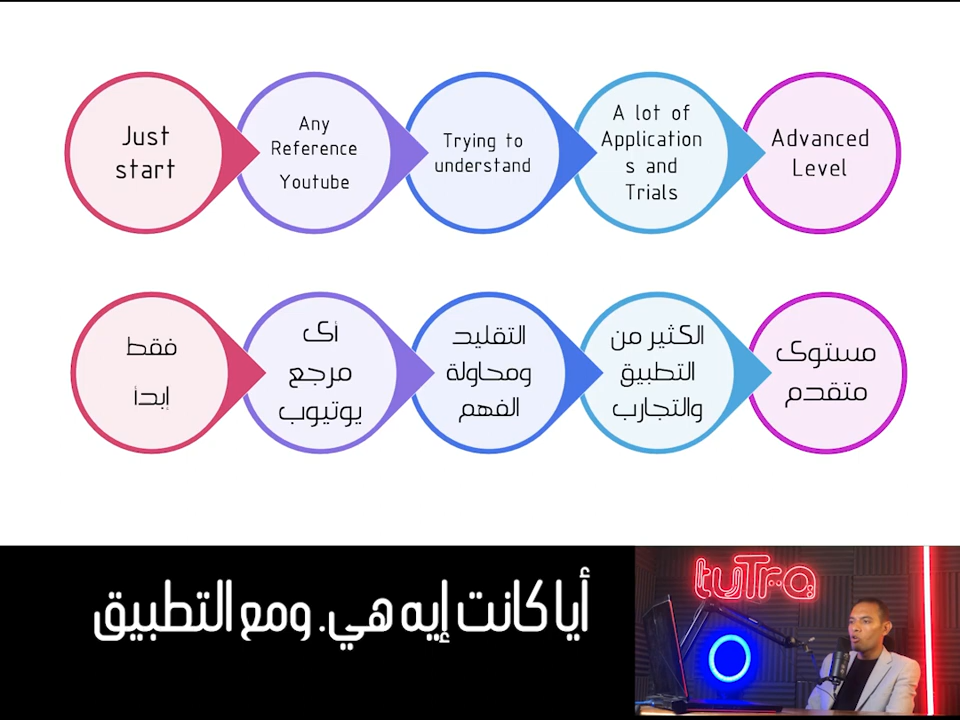 Just
start
Any
Reference
Youtube
Trying to
understand
A lot of
Application
s and
Trials
Advanced
Level
فقط
إبدأ
أى
مرجع
يوتيوب
التقليد
ومحاولة
الفهم
الكثير من
التطبيق
والتجارب
مستوى
متقدم
أيا كانت إيه هي. ومع التطبيق
tuTra